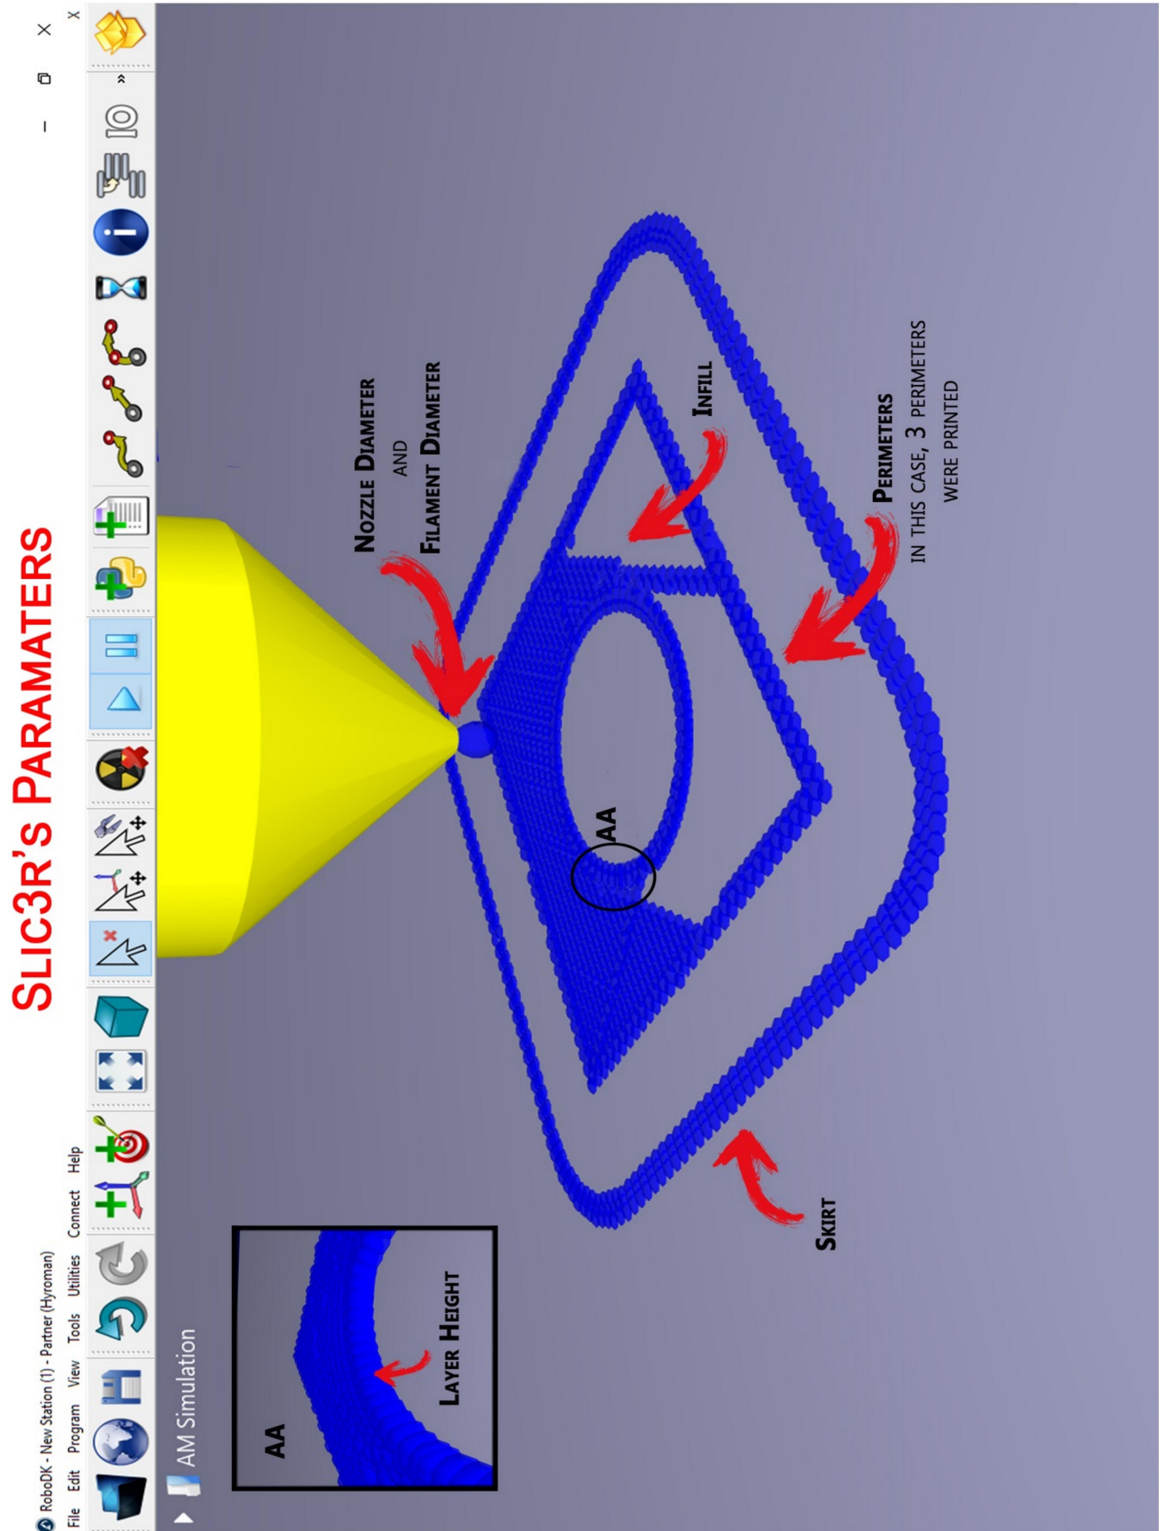 SLIC3R'S PARAMATERS
RoboDK - New Station (1) - Partner (Hyroman)
File Edit Program View Tools Utilities Connect Help
AM Simulation
AA
LAYER HEIGHT
NOZZLE DIAMETER
AND
FILAMENT DIAMETER
AA
INFILL
SKIRT
PERIMETERS
IN THIS CASE, 3 PERIMETERS
WERE PRINTED